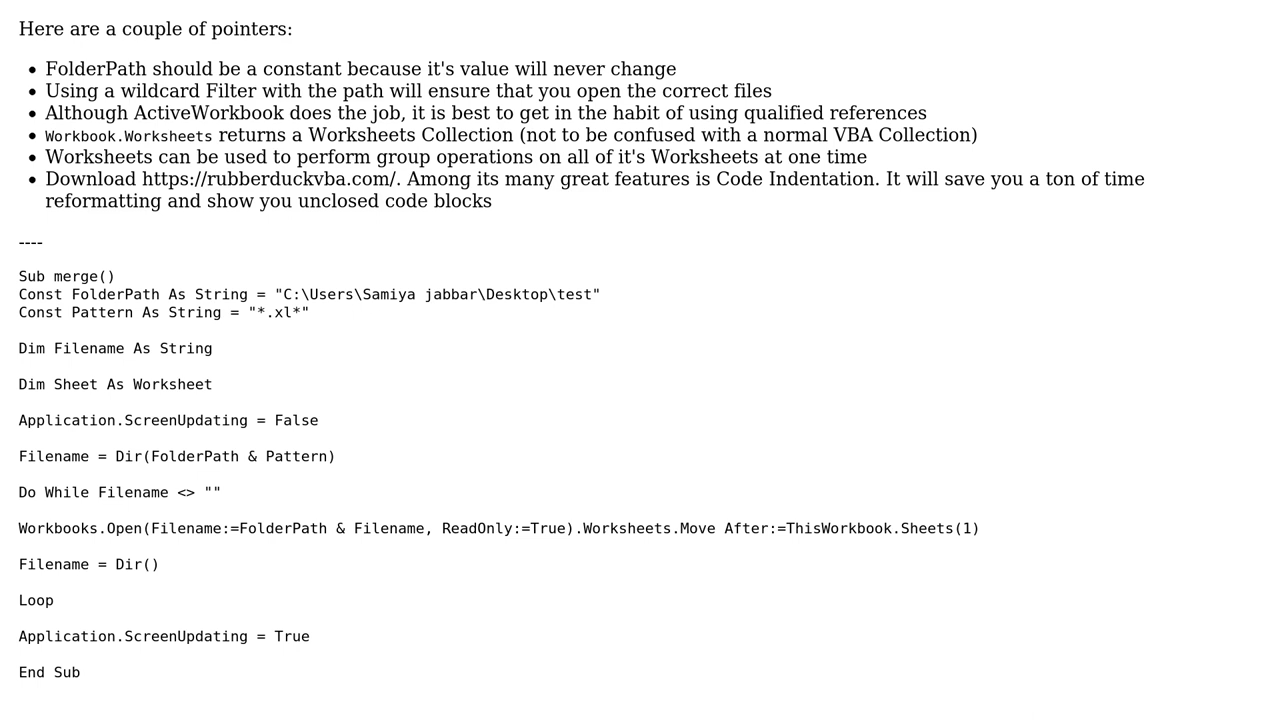 Here are a couple of pointers:
• FolderPath should be a constant because it's value will never change
• Using a wildcard Filter with the path will ensure that you open the correct files
• Although ActiveWorkbook does the job, it is best to get in the habit of using qualified references
• Workbook.Worksheets returns a Worksheets Collection (not to be confused with a normal VBA Collection)
• Worksheets can be used to perform group operations on all of it's Worksheets at one time
• Download https://rubberduckvba.com/. Among its many great features is Code Indentation. It will save you a ton of time
reformatting and show you unclosed code blocks
----
Sub merge()
Const FolderPath As String = "C:\Users\Samiya jabbar\Desktop\test"
Const Pattern As String = "*.xl*"
Dim Filename As String
Dim Sheet As Worksheet
Application.ScreenUpdating = False
Filename = Dir(FolderPath & Pattern)
Do While Filename <> ""
Workbooks.Open(Filename:=FolderPath & Filename, ReadOnly:=True).Worksheets.Move After:=ThisWorkbook.Sheets(1)
Filename = Dir()
Loop
Application.ScreenUpdating = True
End Sub